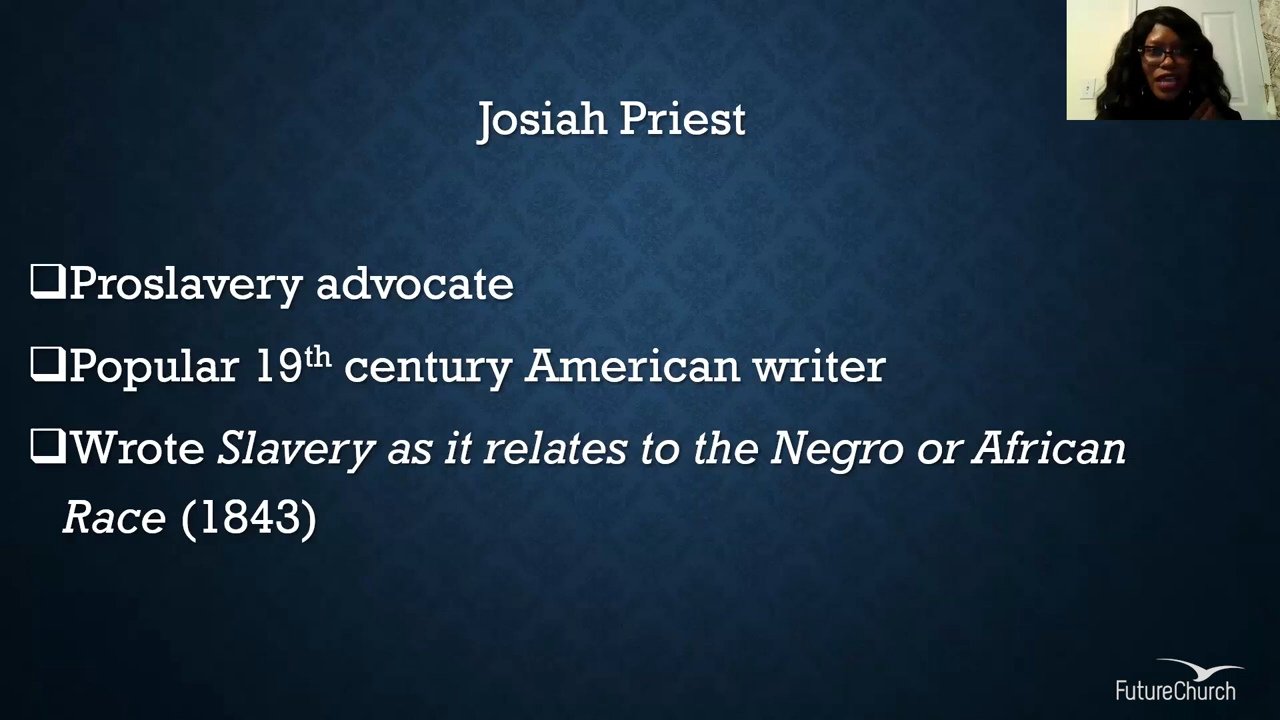 Josiah Priest
❑Proslavery advocate
❑Popular 19th century American writer
❑Wrote Slavery as it relates to the Negro or African
Race (1843)
FutureChurch